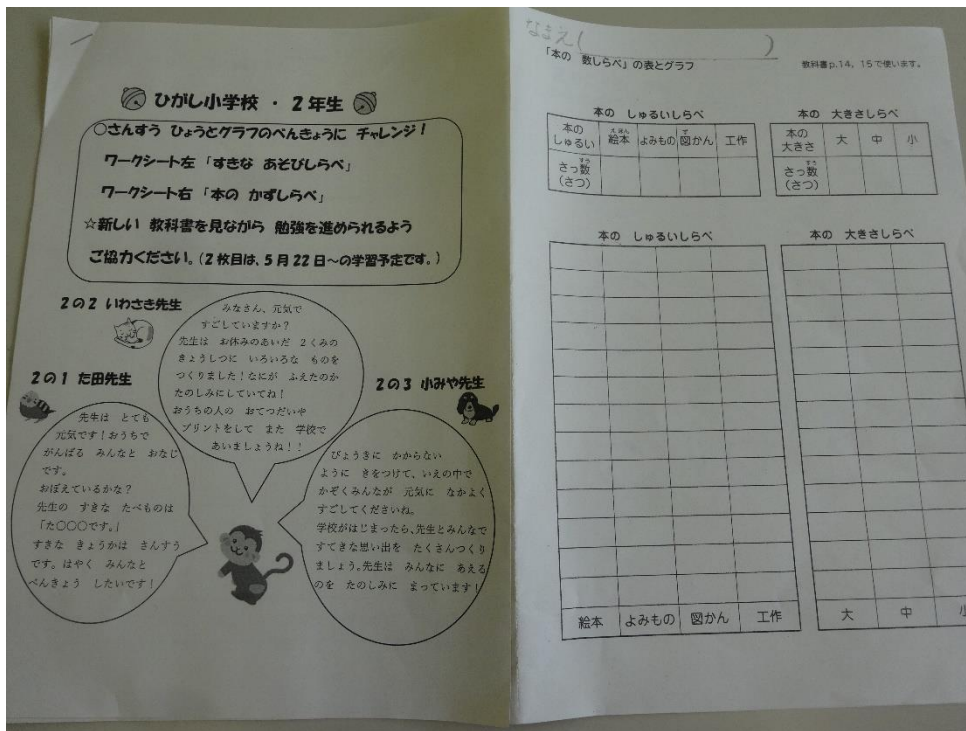 ひがし小学校 ・ 2年生
○さんすう ひょうとグラフのべんきょうに チャレンジ！
ワークシート左 「すきな あそびしらべ」
ワークシート右 「本の かずしらべ」
☆新しい 教科書を見ながら 勉強を進められるよう
ご協力ください。(2枚目は、5月22日～の学習予定です。)
2の2 いわさき先生
みなさん、元気で
すごしていますか？
先生は お休みのあいだ 2くみの
きょうしつに いろいろな ものを
つくりました！なにが ふえたのか
たのしみにしていてね！
おうちの人の おてつだいや
プリントをして また 学校で
あいましょうね！！
2の1 た田先生
先生は とても
元気です！おうちで
がんばる みんなと おなじ
です。
おぼえているかな？
先生の すきな たべものは
「た○○○です。」
すきな きょうかは さんすう
です。はやく みんなと
べんきょう したいです！
2の3 小みや先生
びょうきに かからない
ように きをつけて、いえの中で
かぞくみんなが 元気に なかよく
すごしてくださいね。
学校がはじまったら、先生とみんなで
すてきな思い出を たくさんつくり
ましょう。先生は みんなに あえる
のを たのしみに まっています！
なまえ( )
「本の 数しらべ」の表とグラフ
教科書p.14、15で使います。
本の しゅるいしらべ
本の しゅるい 絵本 よみもの 図かん 工作
さっ数 (さつ)
本の 大きさしらべ
本の 大きさ 大 中 小
さっ数 (さつ)
本の しゅるいしらべ
絵本 よみもの 図かん 工作
本の 大きさしらべ
大 中 小